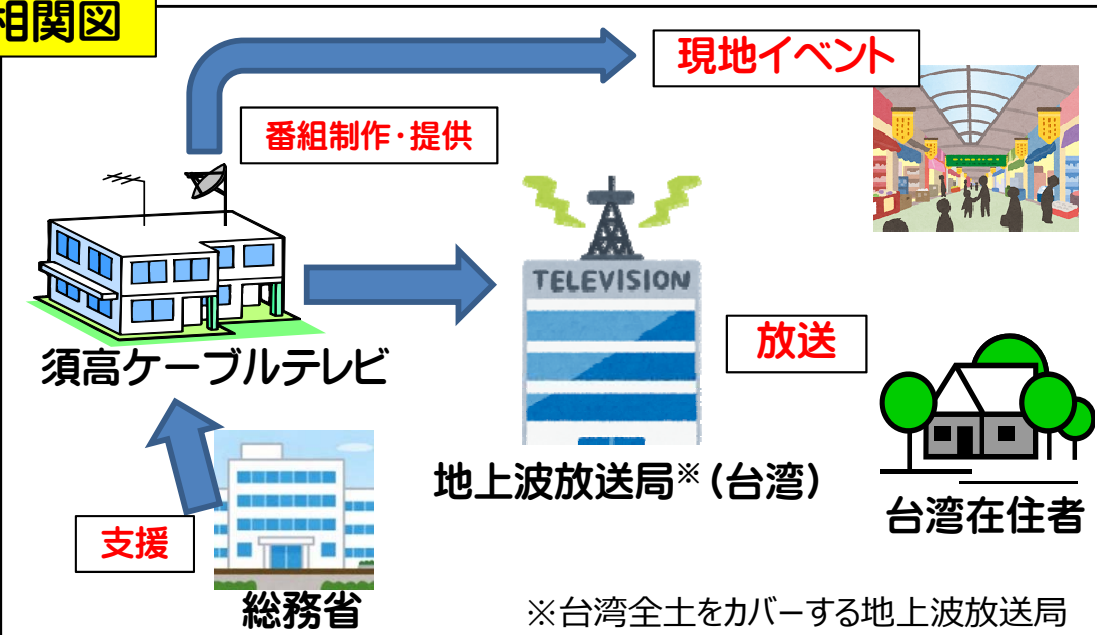 相関図
現地イベント
番組制作・提供
TELEVISION
放送
須高ケーブルテレビ
地上波放送局※(台湾)
台湾在住者
支援
総務省
※台湾全土をカバーする地上波放送局